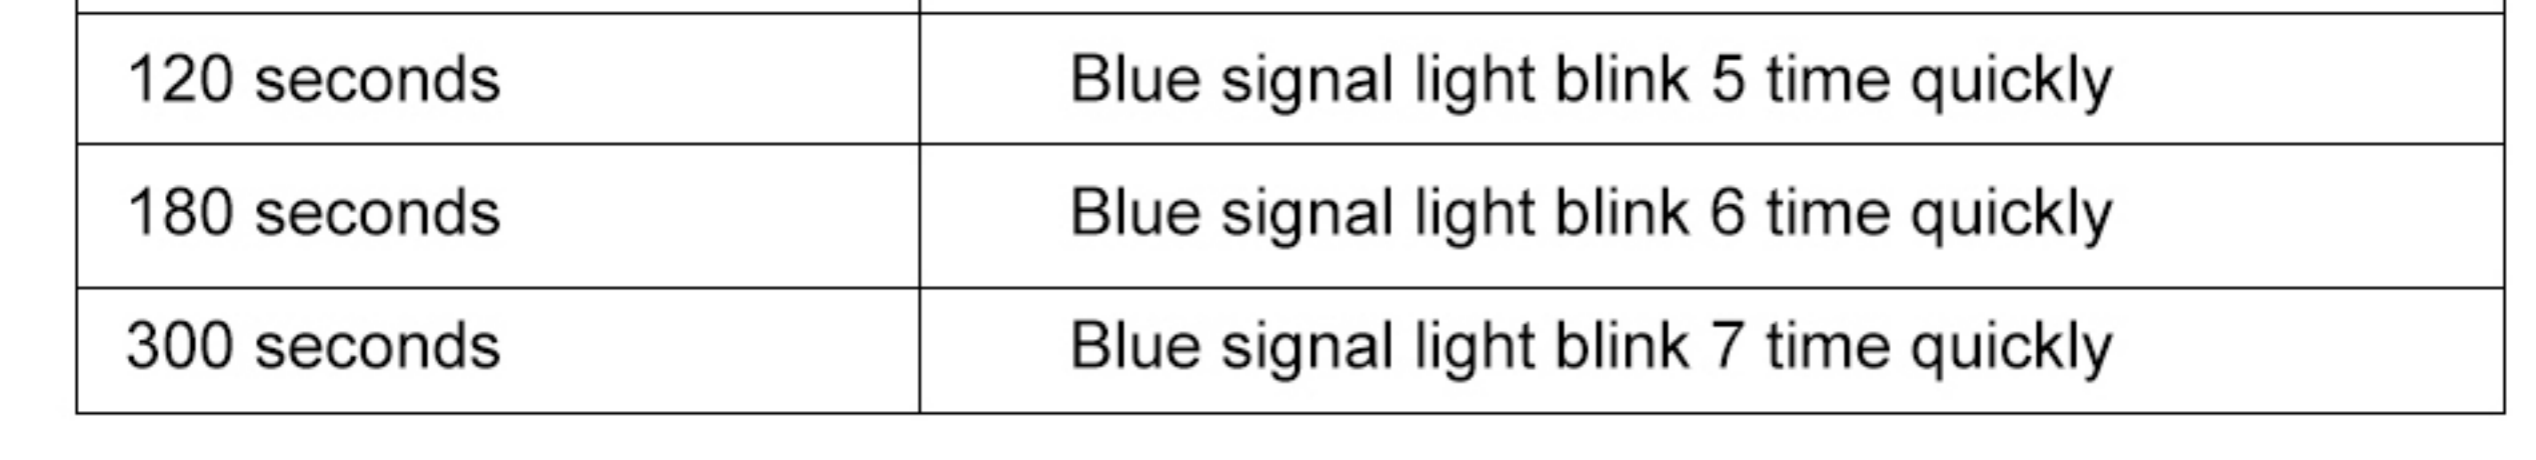 120 seconds Blue signal light blink 5 time quickly
180 seconds Blue signal light blink 6 time quickly
300 seconds Blue signal light blink 7 time quickly